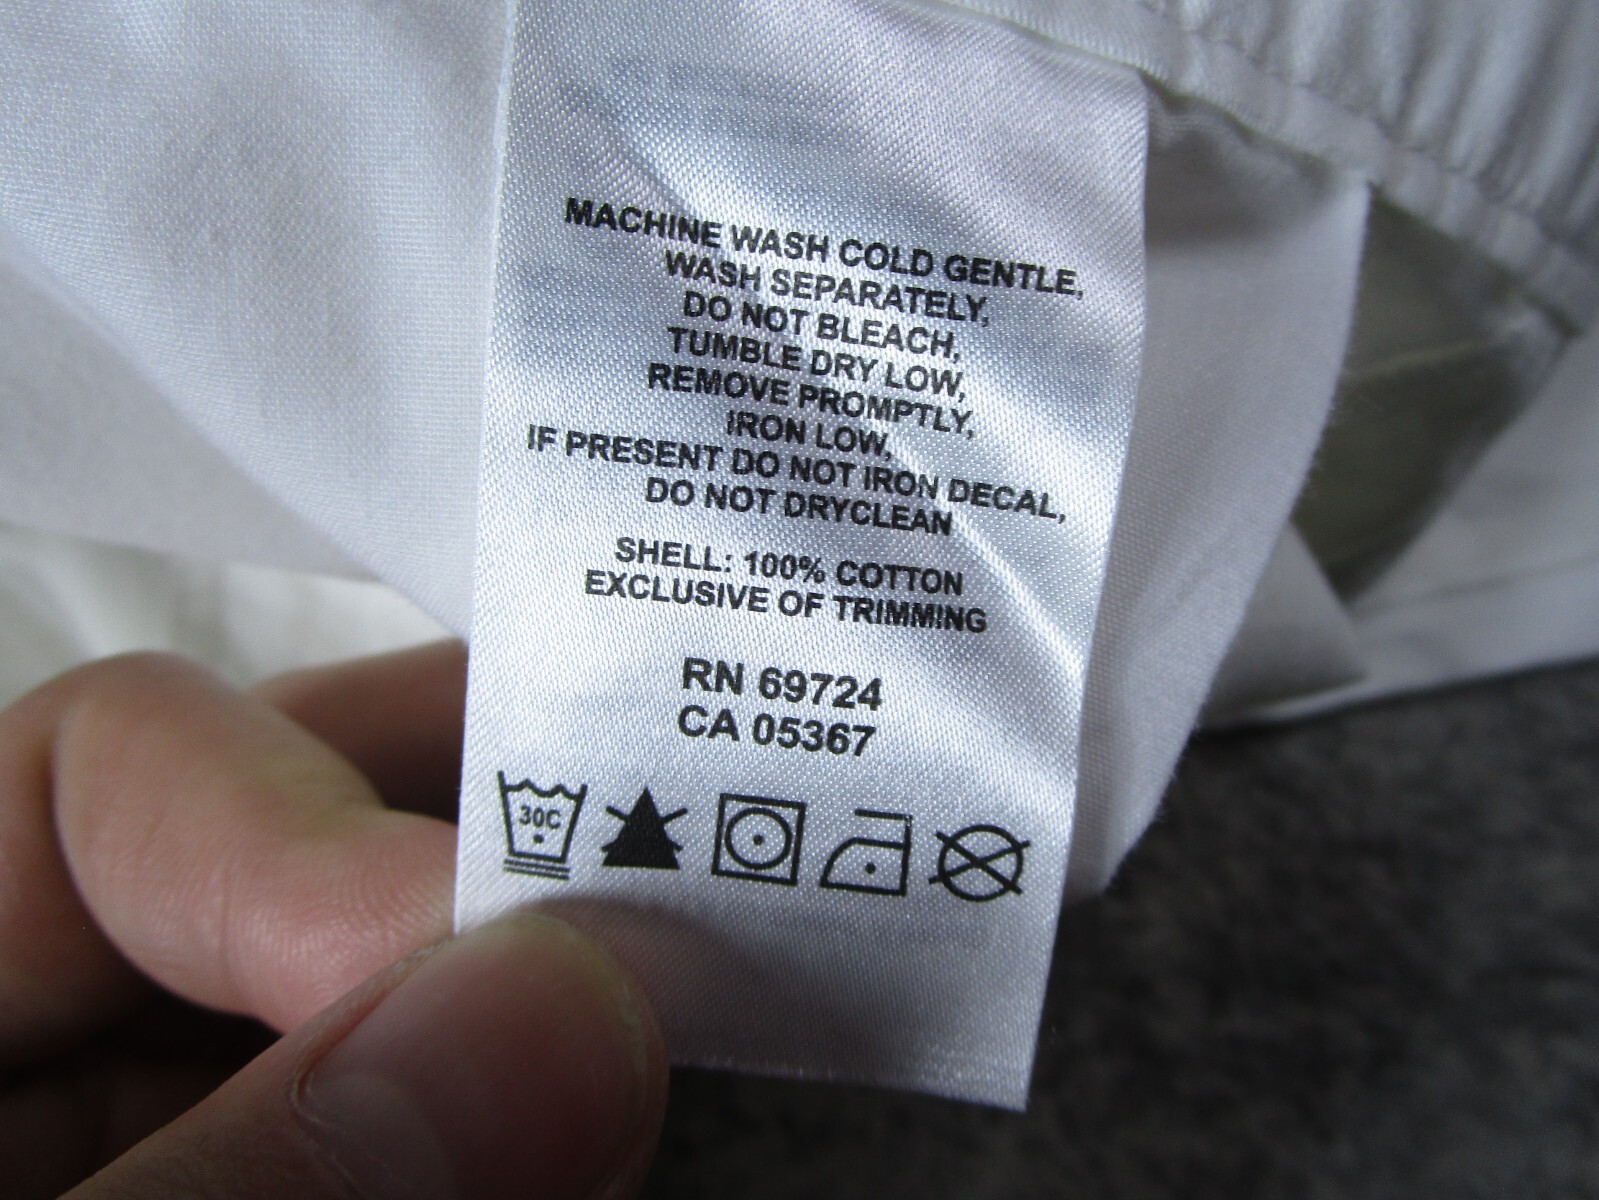 MACHINE WASH COLD GENTLE,
WASH SEPARATELY,
DO NOT BLEACH,
TUMBLE DRY LOW,
REMOVE PROMPTLY,
IRON LOW,
IF PRESENT DO NOT IRON DECAL,
DO NOT DRYCLEAN
SHELL: 100% COTTON
EXCLUSIVE OF TRIMMING
RN 69724
CA 05367
30C